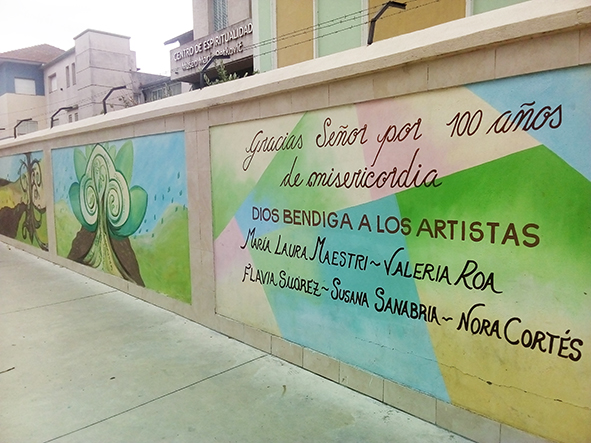 CENTRO DE ESPIRITUALIDAD
Gracias Señor por 100 años
de misericordia
DIOS BENDIGA A LOS ARTISTAS
MARÍA LAURA MAESTRI ~ VALERIA ROA
FLAVIA SUÁREZ ~ SUSANA SANABRIA ~ NORA CORTÉS